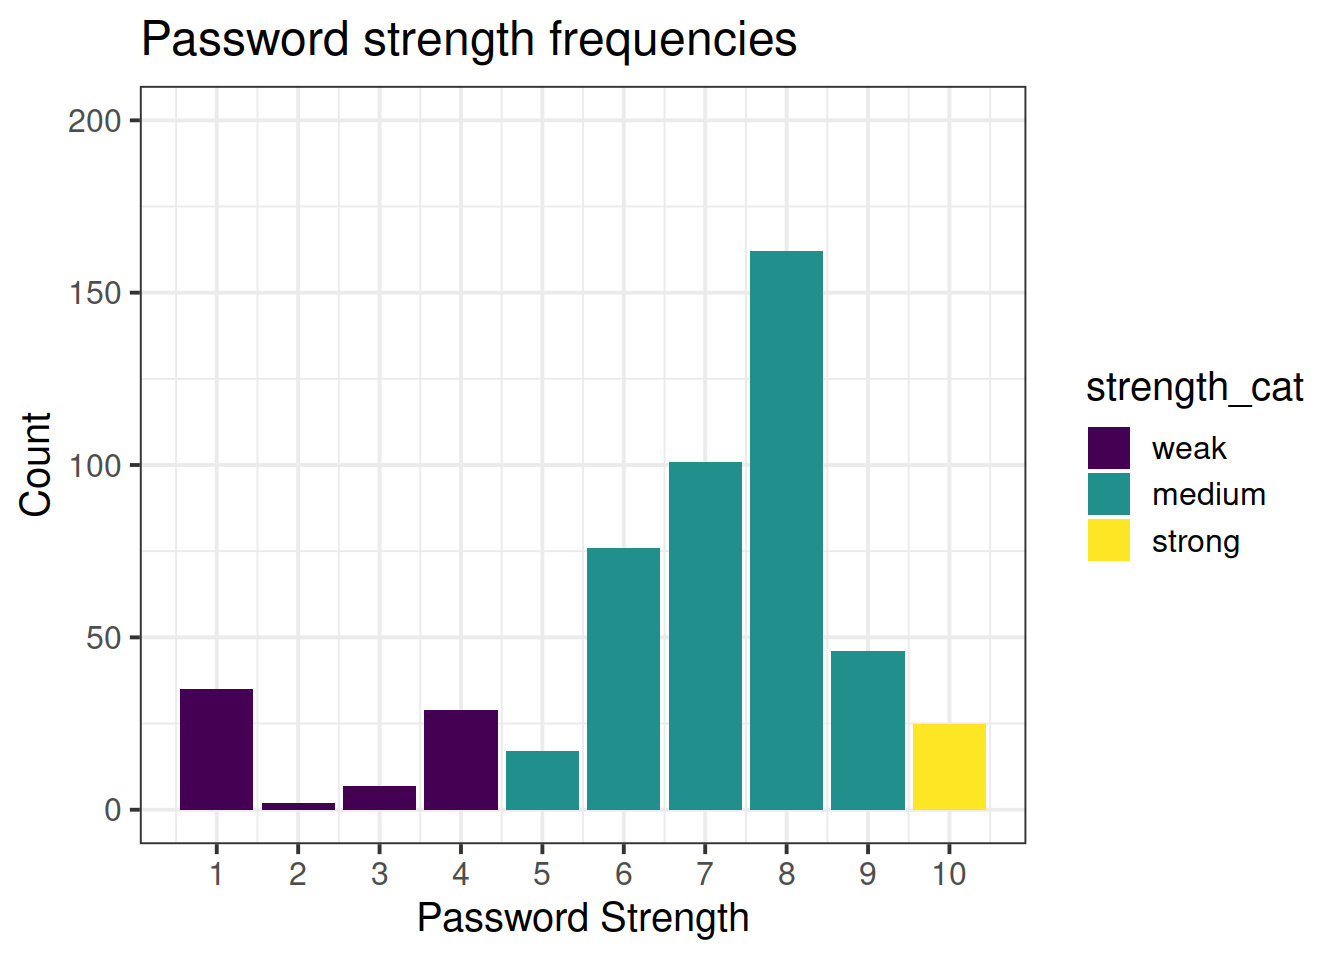 Password strength frequencies
200
150
100
50
0
Count
1 2 3 4 5 6 7 8 9 10
Password Strength
strength_cat
weak
medium
strong